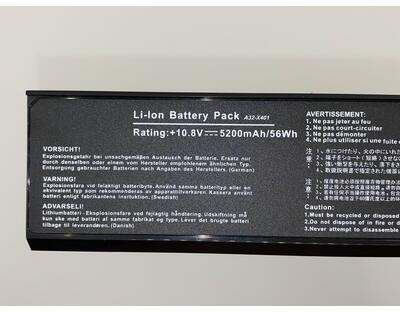 Li-Ion Battery Pack A32-X401
Rating:+10.8V⎓5200mAh/56Wh
VORSICHT!
Explosionsgefahr bei unsachgemäßen Austausch der Batterie. Ersatz nur
durch denselben oder einem vom Hersteller empfohlenem ähnlichen Typ.
Entsorgung gebrauchter Batterien nach Angaben des Herstellers. (German)
VARNING!
Explosionsfara vid felaktigt batteribyte. Använd samma batterityp eller en
ekvivalent typ som rekommenderas av apparattillverkaren. Kassera använt
batteri enligt fabrikantens instruktion. (Swedish)
ADVARSELI!
Lithiumbatteri - Eksplosionsfare ved fejlagtig håndtering. Udskiftning må
kun ske med batteri af samme fabrikat og type. Lev er det brugte batteri
tilbage til leverandøren. (Danish)
AVERTISSEMENT:
1. Ne pas jeter au feu
2. Ne pas court-circuiter
3. Ne pas démonter
4. Ne plus utiliser si une fuite
Caution:
1.Must be recycled or disposed
2.Do not dispose of
3.Never attempt to disassemble